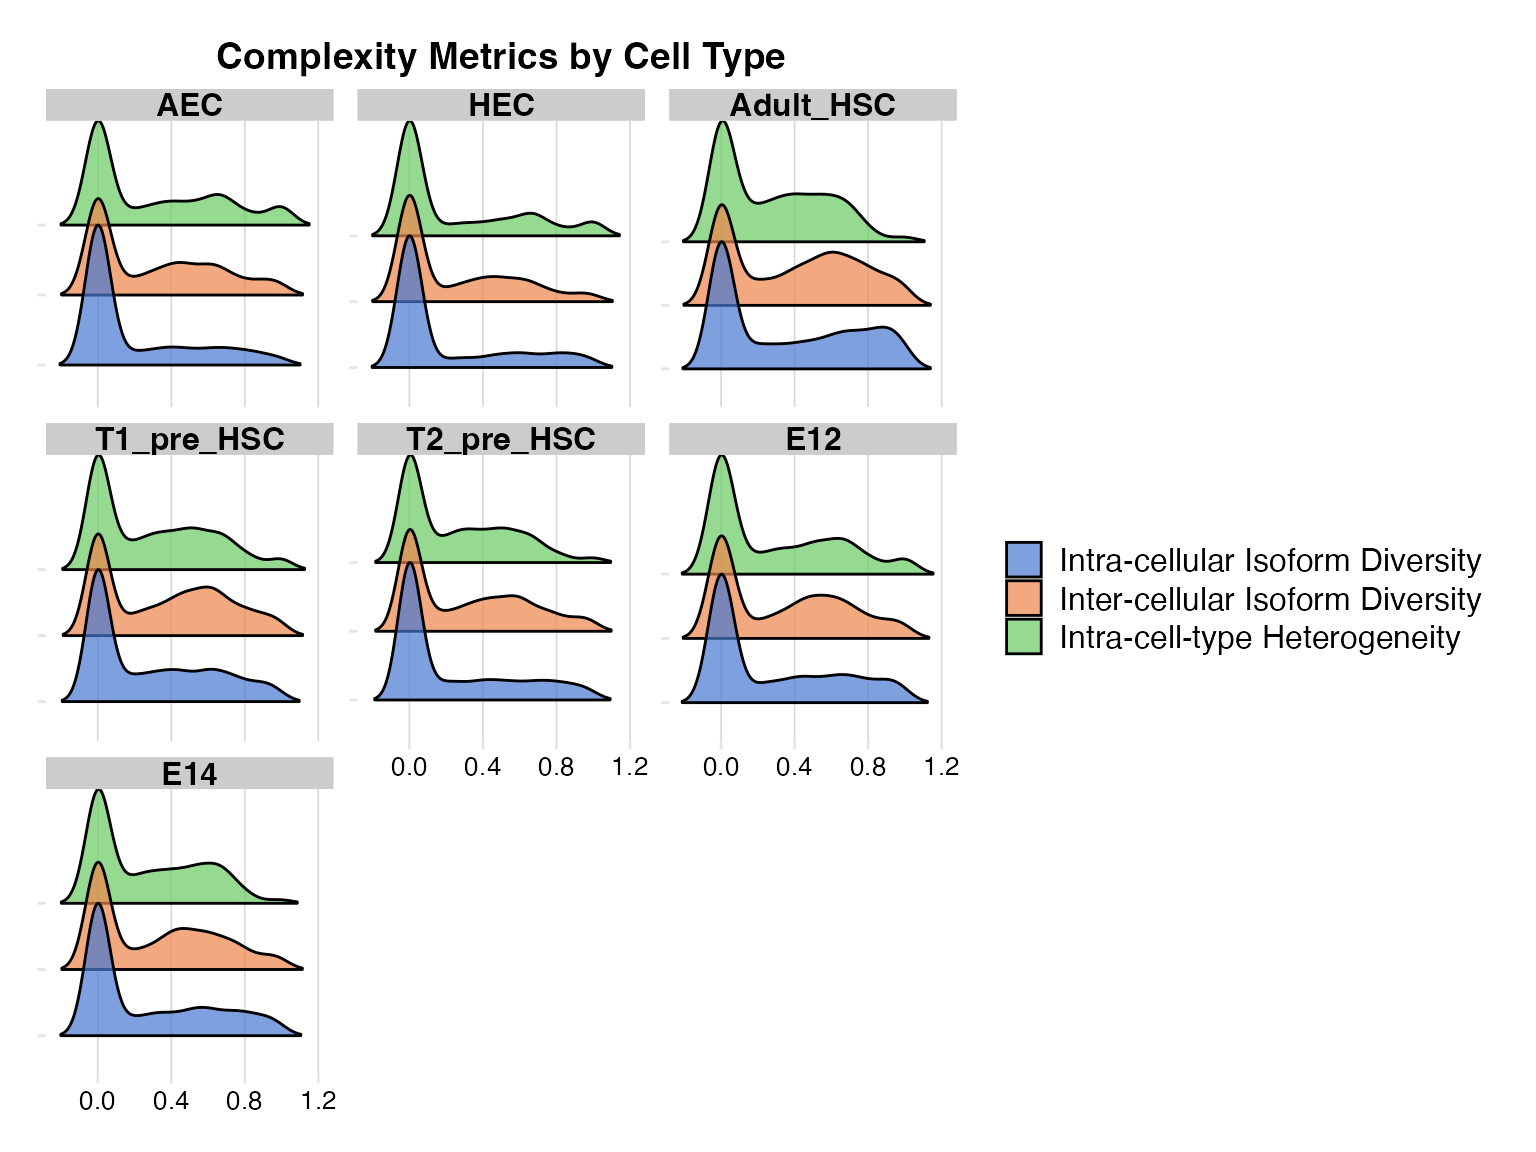 Complexity Metrics by Cell Type
AEC
HEC
Adult_HSC
T1_pre_HSC
T2_pre_HSC
E12
Intra-cellular Isoform Diversity
Inter-cellular Isoform Diversity
Intra-cell-type Heterogeneity
0.0 0.4 0.8 1.2
0.0 0.4 0.8 1.2
E14
0.0 0.4 0.8 1.2